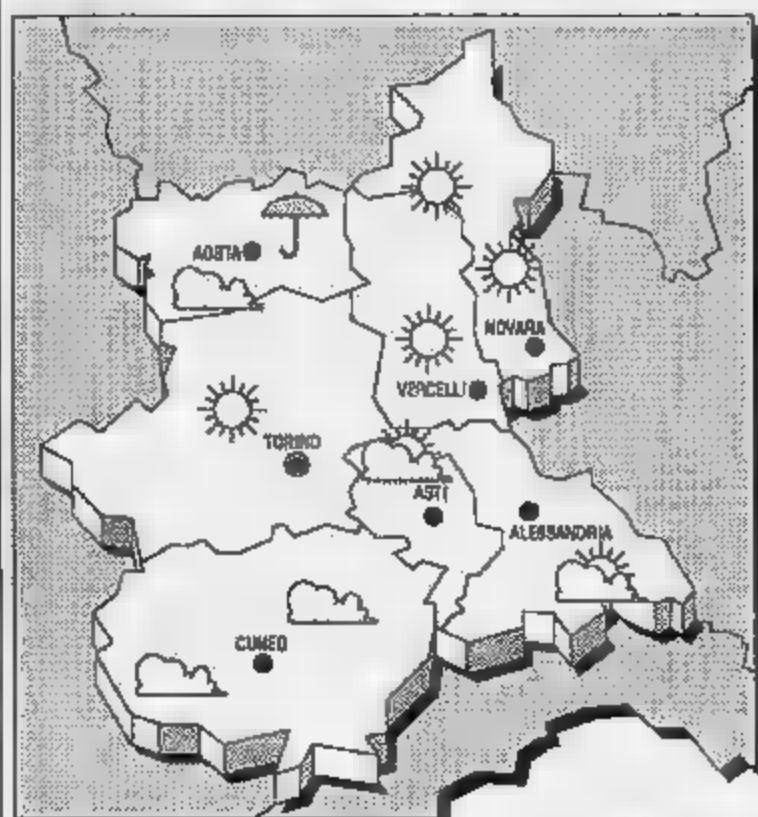 AOSTA
NOVARA
VERCELLI
TORINO
ASTI
ALESSANDRIA
CUNEO